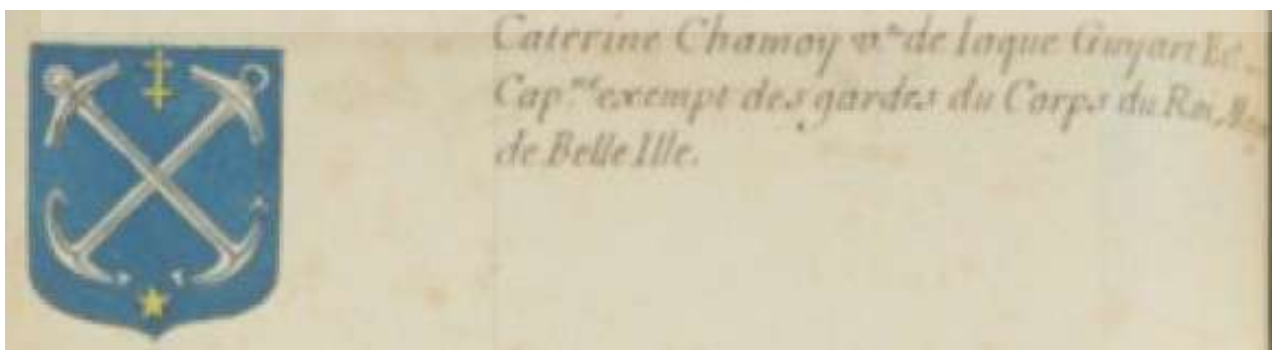 Caterine Chamoy v.ᵉ de Iaque Guyart Ec.
Cap.ⁿᵉ exempt des gardes du Corps du Roi,
de Belle Ille.